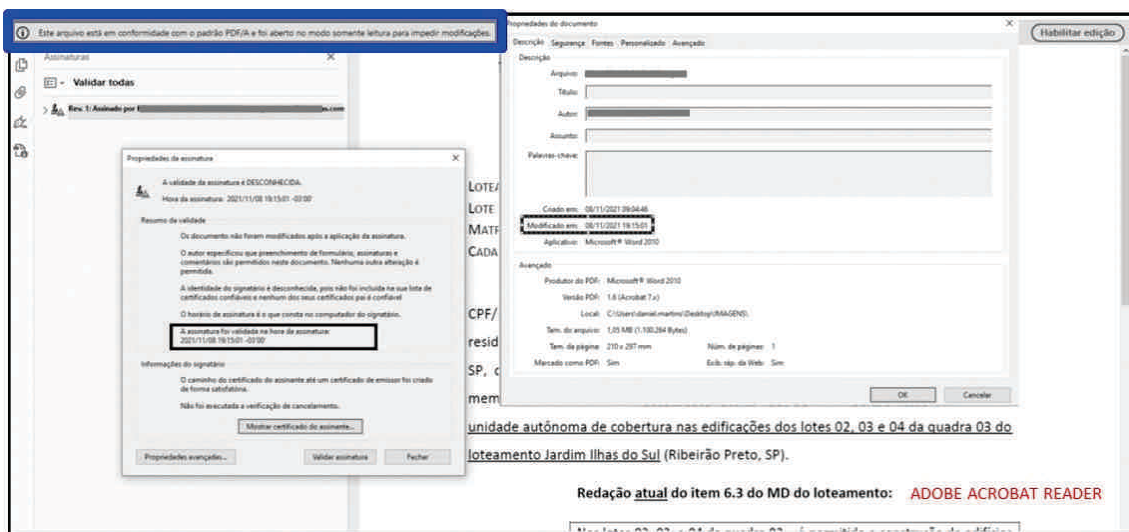 Este arquivo está em conformidade com o padrão PDF/A e foi aberto no modo somente leitura para impedir modificações.
Habilitar edição
Assinaturas
Validar todas
Rev. 1: Assinado por
.com
Propriedades da assinatura
A validade da assinatura é DESCONHECIDA.
Hora da assinatura: 2021/11/08 19:15:01 -03'00'
Resumo da validade
Os documento não foram modificados após a aplicação da assinatura.
O autor especificou que preenchimento de formulário, assinaturas e
comentários são permitidos neste documento. Nenhuma outra alteração é
permitida.
A identidade do signatário é desconhecida, pois não foi incluída na sua lista de
certificados confiáveis e nenhum dos seus certificados pai é confiável
O horário de assinatura é o que consta no computador do signatário.
A assinatura foi validada na hora da assinatura:
2021/11/08 19:15:01 -03'00'
Informações do signatário
O caminho do certificado do assinante até um certificado de emissor foi criado
de forma satisfatória.
Não foi executada a verificação de cancelamento.
Mostrar certificado do assinante...
Propriedades avançadas...
Validar assinatura
Fechar
Propriedades do documento
Descrição Segurança Fontes Personalizado Avançado
Descrição
Arquivo:
Título:
Autor:
Assunto:
Palavras-chave:
Criado em: 08/11/2021 09:04:46
Modificado em: 08/11/2021 19:15:01
Aplicativo: Microsoft® Word 2010
Avançado
Produtor do PDF: Microsoft® Word 2010
Versão PDF: 1.6 (Acrobat 7.x)
Local: C:\Users\daniel.martins\Desktop\IMAGENS\
Tam. do arquivo: 1,05 MB (1.100.264 Bytes)
Tam. da página: 210 x 297 mm Núm. de páginas: 1
Marcado como PDF: Sim Exib. ráp. da Web: Sim
OK
Cancelar
LOTEA
LOTE
MATR
CADA
CPF/
resid
SP, c
mem
unidade autônoma de cobertura nas edificações dos lotes 02, 03 e 04 da quadra 03 do
loteamento Jardim Ilhas do Sul (Ribeirão Preto, SP).
Redação atual do item 6.3 do MD do loteamento: ADOBE ACROBAT READER